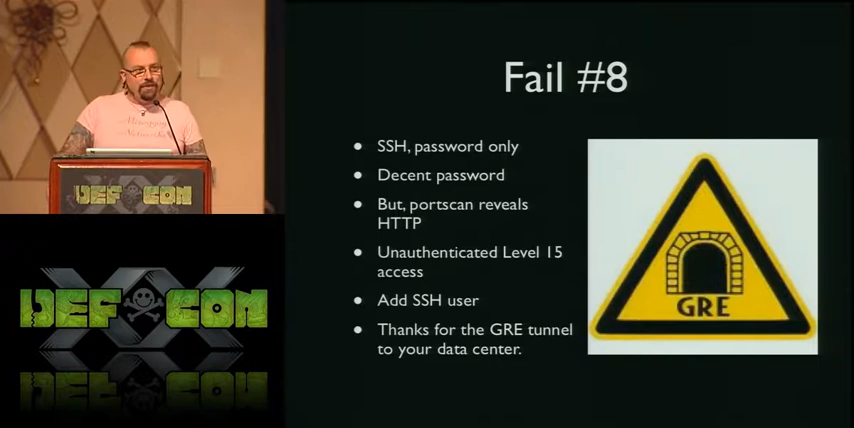 Fail #8
SSH, password only
Decent password
But, portscan reveals
HTTP
Unauthenticated Level 15
access
Add SSH user
Thanks for the GRE tunnel
to your data center.
GRE
DEF CON
XX
DEF CON